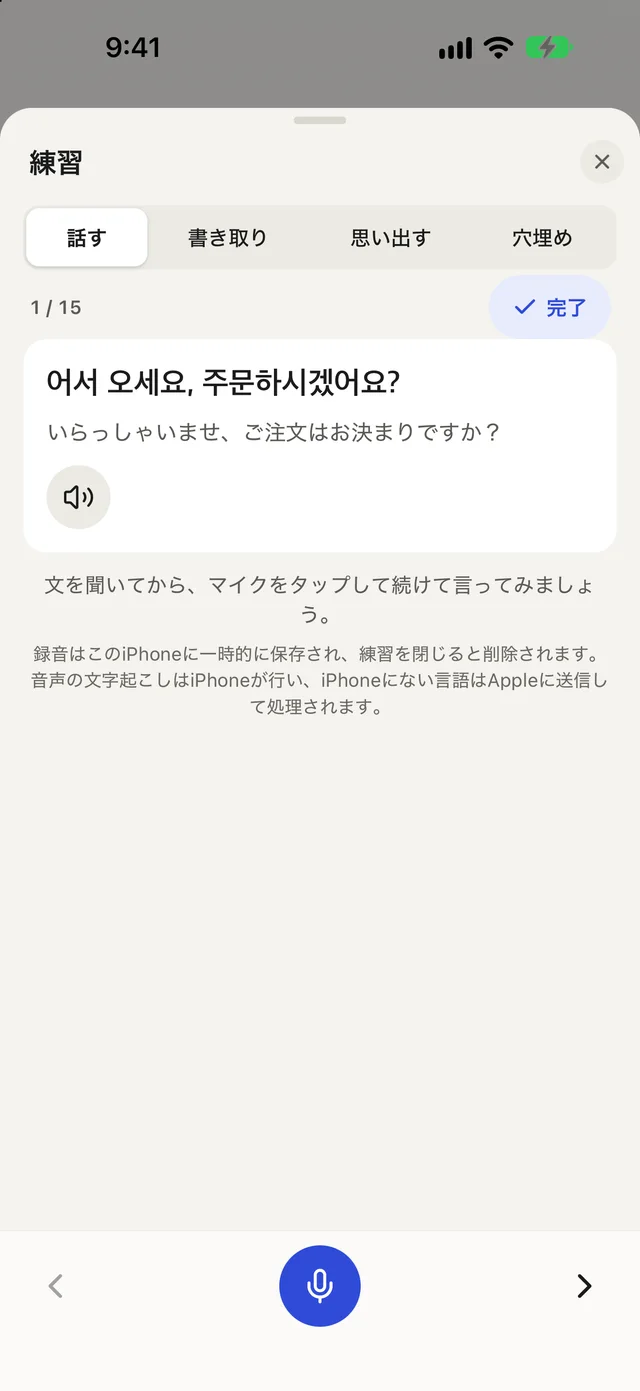 9:41
練習
話す 書き取り 思い出す 穴埋め
1 / 15 完了
어서 오세요, 주문하시겠어요?
いらっしゃいませ、ご注文はお決まりですか？
文を聞いてから、マイクをタップして続けて言ってみましょ
う。
録音はこのiPhoneに一時的に保存され、練習を閉じると削除されます。
音声の文字起こしはiPhoneが行い、iPhoneにない言語はAppleに送信し
て処理されます。